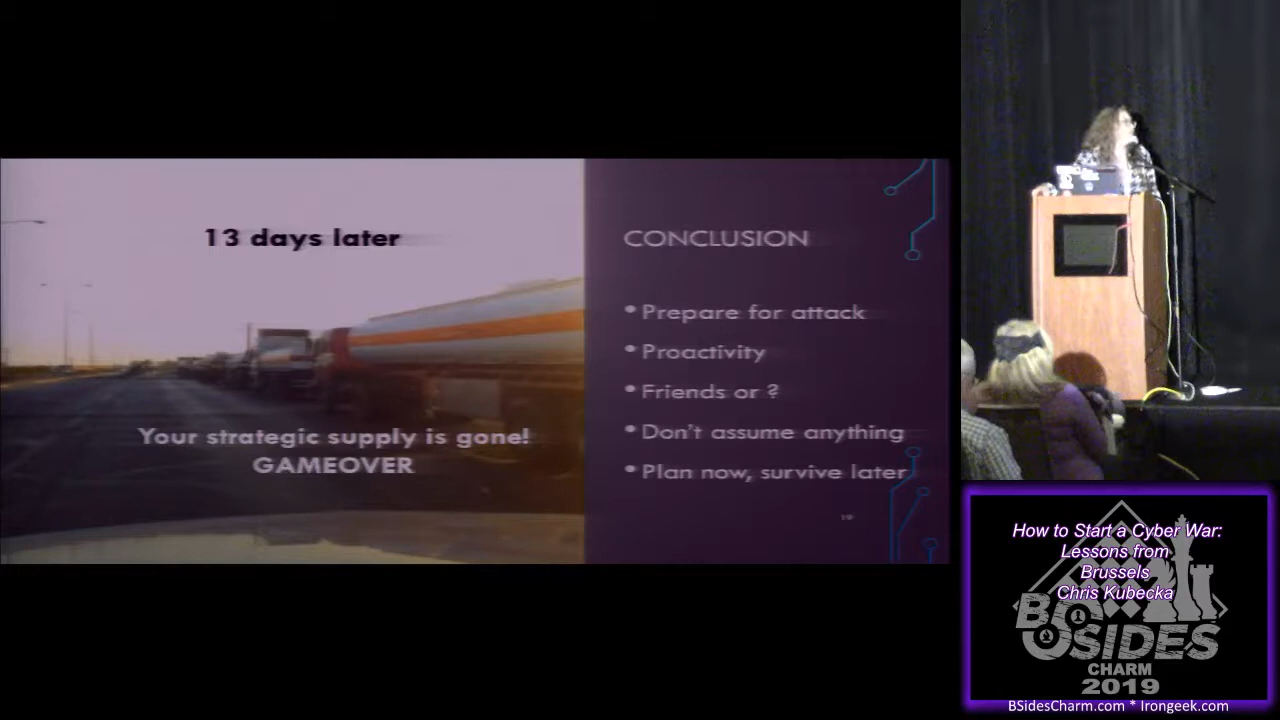 13 days later
Your strategic supply is gone!
GAMEOVER
CONCLUSION
• Prepare for attack
• Proactivity
• Friends or ?
• Don't assume anything
• Plan now, survive later
19
How to Start a Cyber War:
Lessons from
Brussels
Chris Kubecka
BSIDES
CHARM
2019
BSidesCharm.com * Irongeek.com